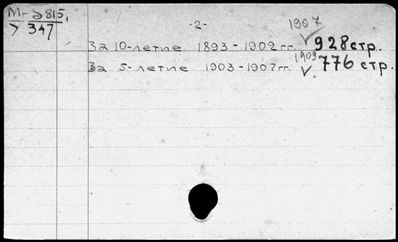 М-815,
347
-2-
1907
За 10-летие 1893-1902 гг. 928 стр.
1909
За 5-летие 1903-1907 гг. 776 стр.